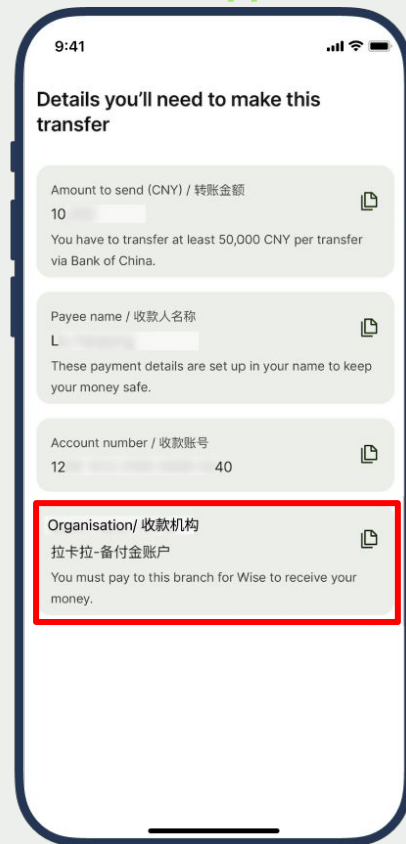 9:41
Details you'll need to make this
transfer
Amount to send (CNY) / 转账金额
10
You have to transfer at least 50,000 CNY per transfer
via Bank of China.
Payee name / 收款人名称
L
These payment details are set up in your name to keep
your money safe.
Account number / 收款账号
12 40
Organisation/ 收款机构
拉卡拉-备付金账户
You must pay to this branch for Wise to receive your
money.